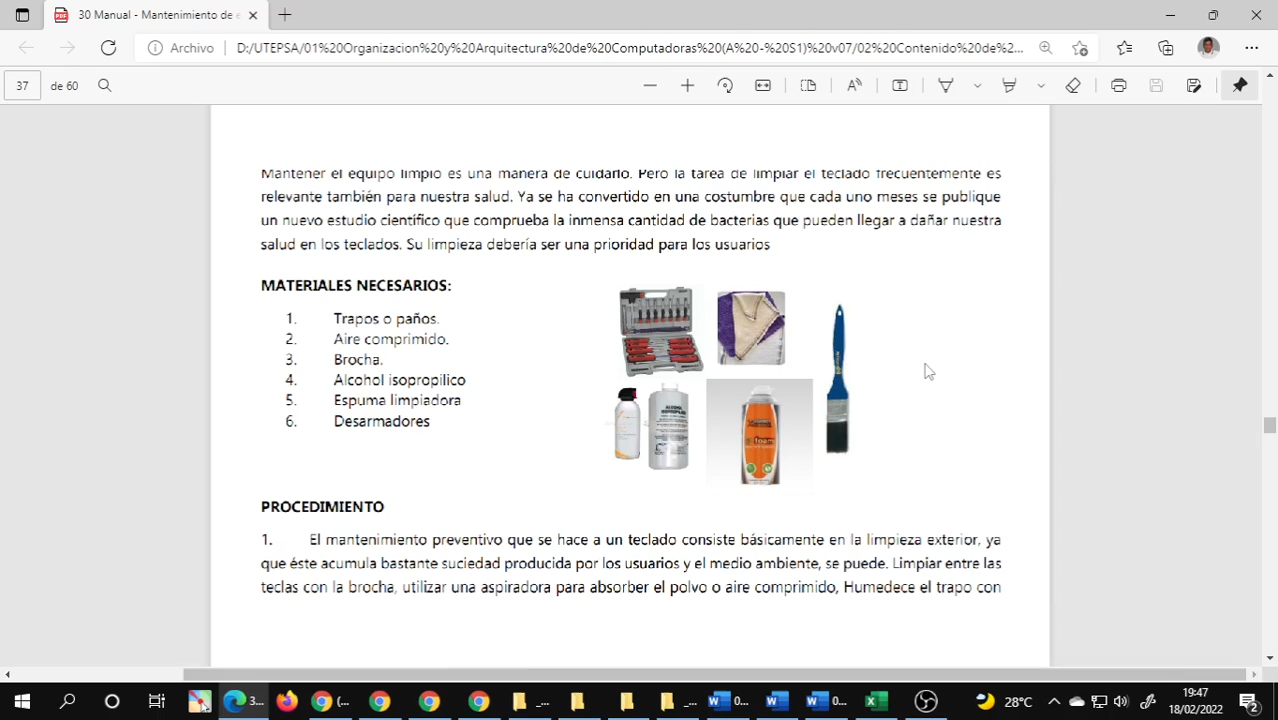 30 Manual - Mantenimiento de e
Archivo
D:/UTEPSA/01%20Organizacion%20y%20Arquitectura%20de%20Computadoras%20(A%20-%20S1)%20v07/02%20Contenido%20de%2...
37
de 60
Mantener el equipo limpio es una manera de cuidarlo. Pero la tarea de limpiar el teclado frecuentemente es
relevante también para nuestra salud. Ya se ha convertido en una costumbre que cada uno meses se publique
un nuevo estudio científico que comprueba la inmensa cantidad de bacterias que pueden llegar a dañar nuestra
salud en los teclados. Su limpieza debería ser una prioridad para los usuarios
MATERIALES NECESARIOS:
1. Trapos o paños.
2. Aire comprimido.
3. Brocha.
4. Alcohol isopropilico
5. Espuma limpiadora
6. Desarmadores
ALCOHOL
ISOPROPILICO
foam
PROCEDIMIENTO
1. El mantenimiento preventivo que se hace a un teclado consiste básicamente en la limpieza exterior, ya
que éste acumula bastante suciedad producida por los usuarios y el medio ambiente, se puede. Limpiar entre las
teclas con la brocha, utilizar una aspiradora para absorber el polvo o aire comprimido, Humedece el trapo con
3...
(...
_...
_...
0...
0...
28°C
19:47
18/02/2022
2